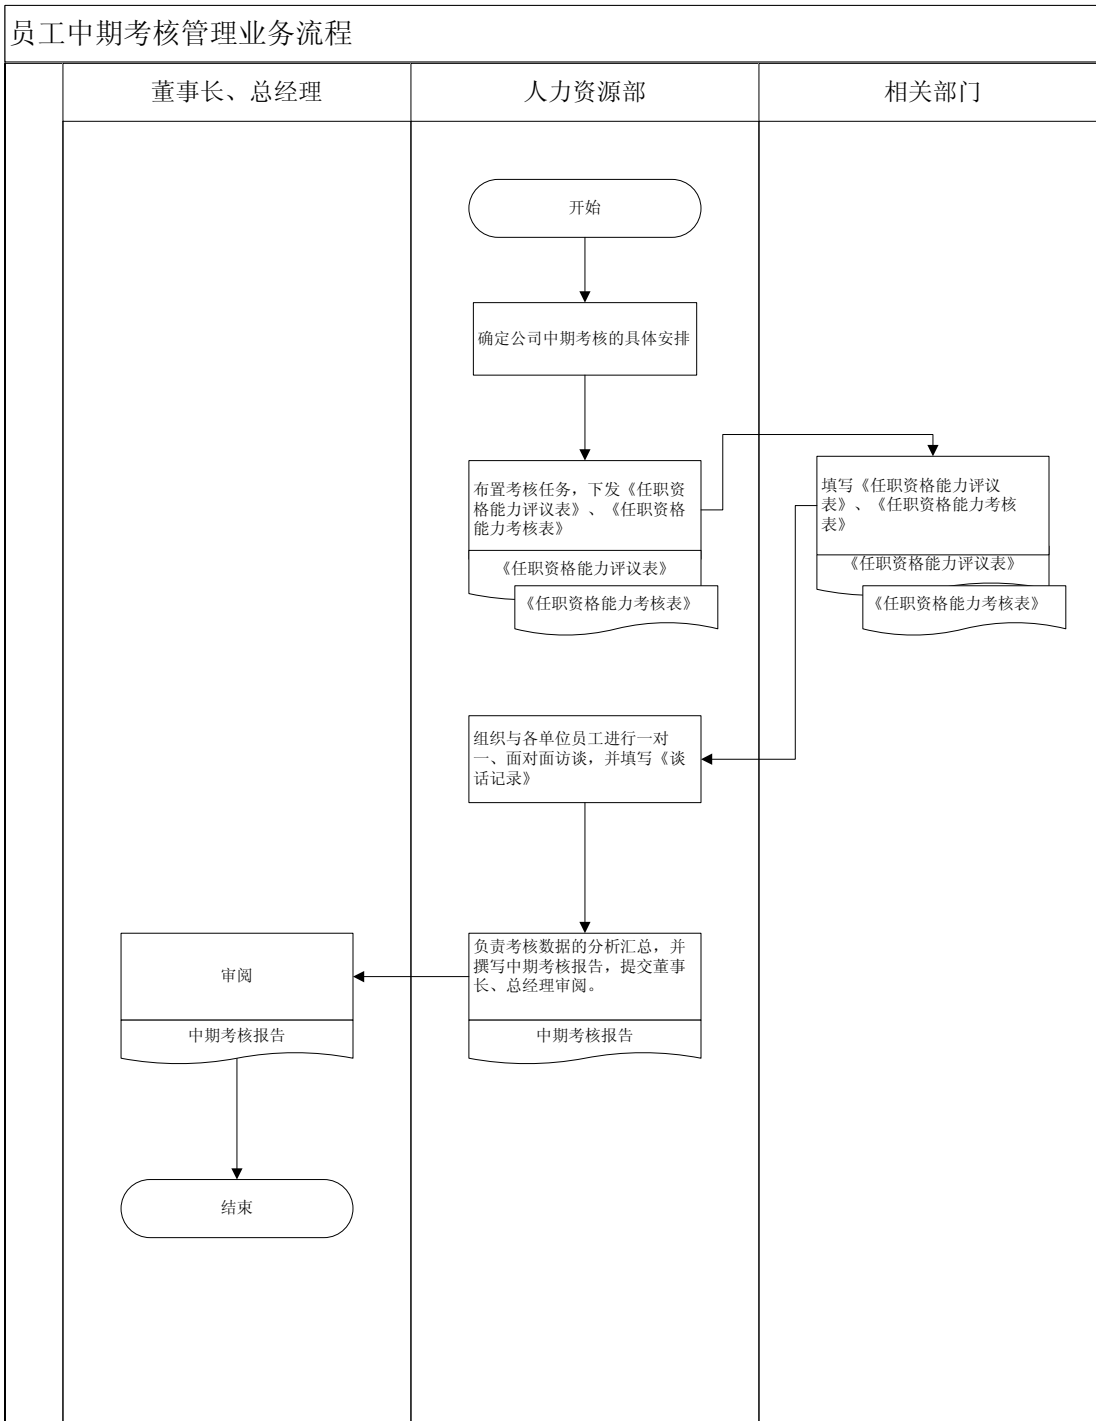 员工中期考核管理业务流程
董事长、总经理
人力资源部
相关部门
开始
确定公司中期考核的具体安排
布置考核任务，下发《任职资
格能力评议表》、《任职资格
能力考核表》
《任职资格能力评议表》
《任职资格能力考核表》
填写《任职资格能力评议
表》、《任职资格能力考核
表》
《任职资格能力评议表》
《任职资格能力考核表》
组织与各单位员工进行一对
一、面对面访谈，并填写《谈
话记录》
负责考核数据的分析汇总，并
撰写中期考核报告，提交董事
长、总经理审阅。
中期考核报告
审阅
中期考核报告
结束